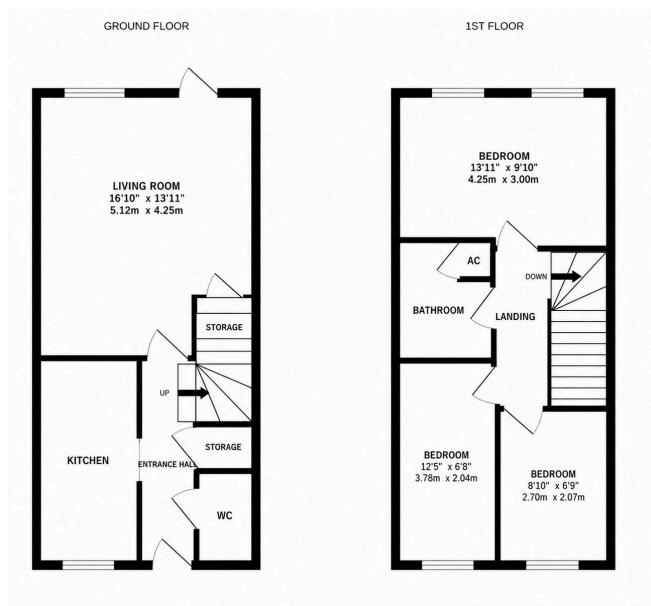 GROUND FLOOR
1ST FLOOR
LIVING ROOM
16'10" x 13'11"
5.12m x 4.25m
STORAGE
UP
KITCHEN
ENTRANCE HALL
STORAGE
WC
BEDROOM
13'11" x 9'10"
4.25m x 3.00m
AC
DOWN
BATHROOM
LANDING
BEDROOM
12'5" x 6'8"
3.78m x 2.04m
BEDROOM
8'10" x 6'9"
2.70m x 2.07m